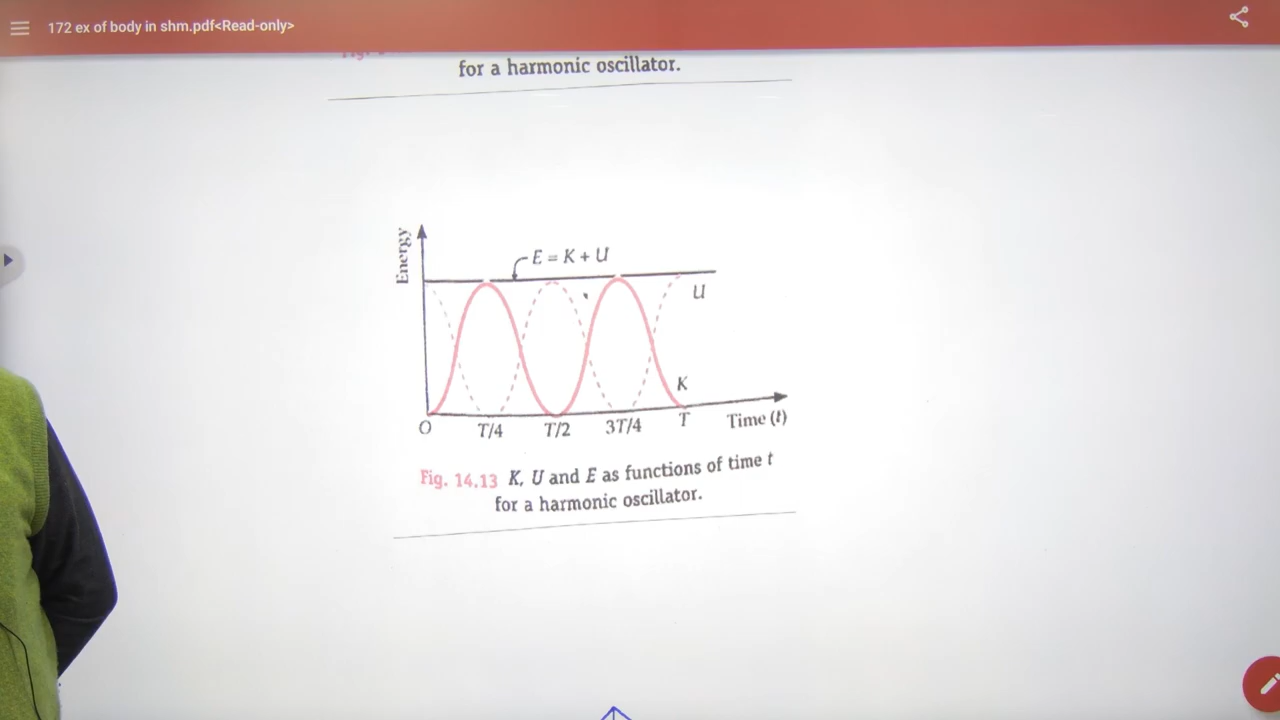 172 ex of body in shm.pdf<Read-only>
for a harmonic oscillator.
Energy
E = K + U
U
K
O T/4 T/2 3T/4 T Time (t)
Fig. 14.13 K, U and E as functions of time t
for a harmonic oscillator.